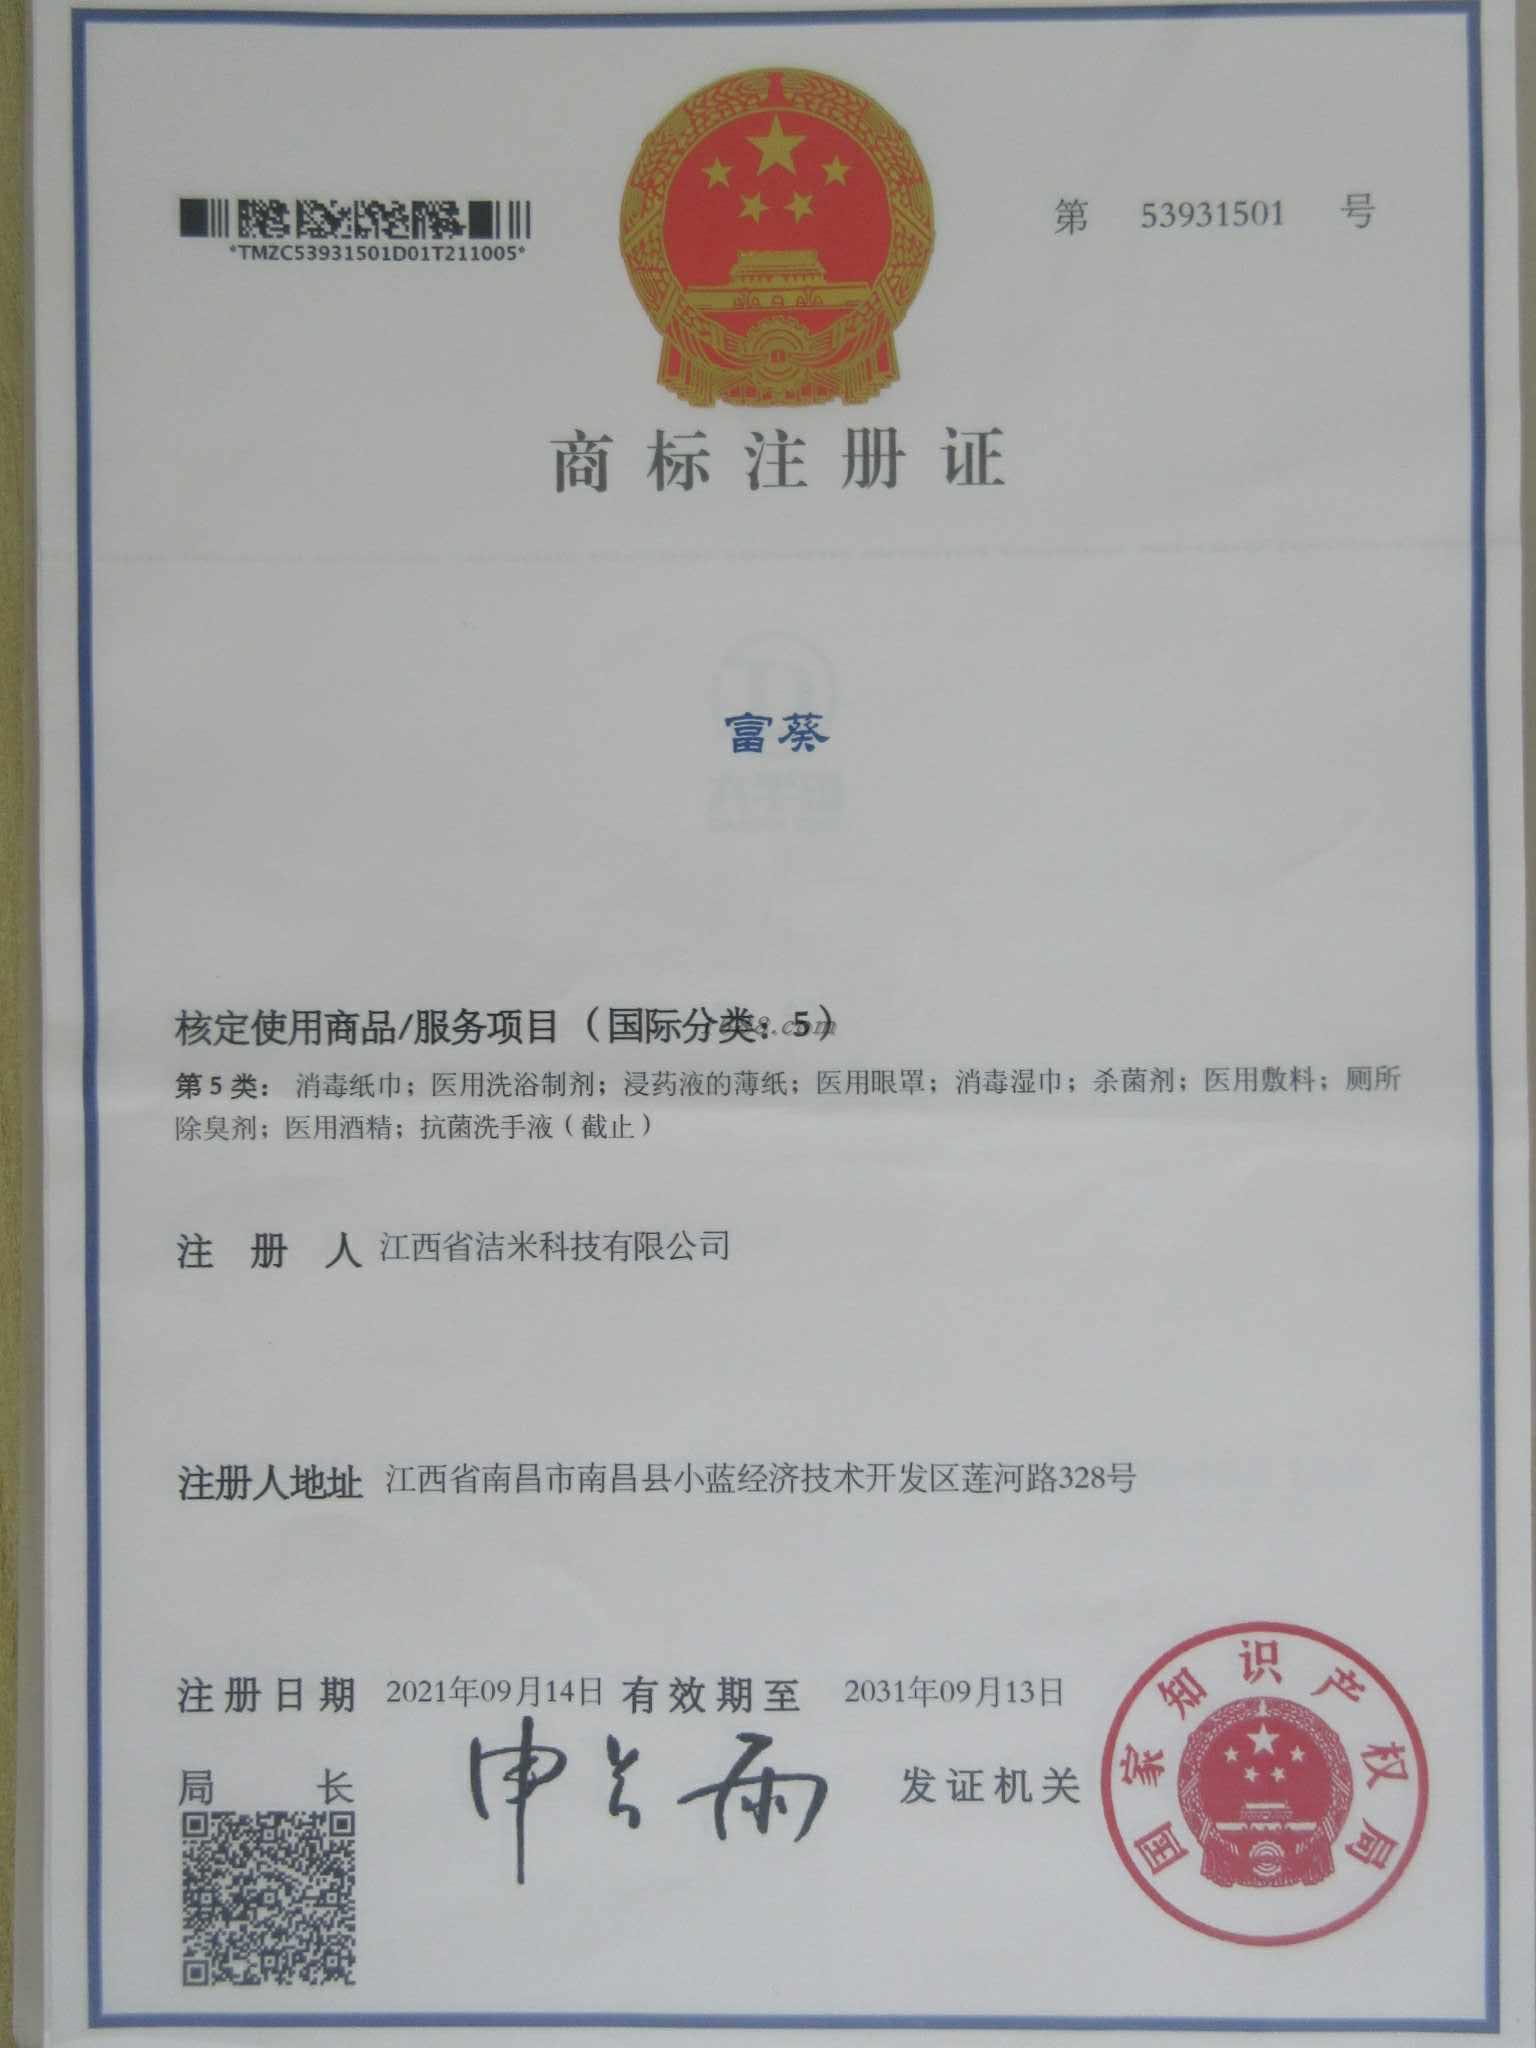 *TMZC53931501D01T211005*
第 53931501 号
商标注册证
富葵
核定使用商品/服务项目（国际分类：5）
第5类：消毒纸巾；医用洗浴制剂；浸药液的薄纸；医用眼罩；消毒湿巾；杀菌剂；医用敷料；厕所
除臭剂；医用酒精；抗菌洗手液（截止）
注册人 江西省洁米科技有限公司
注册人地址 江西省南昌市南昌县小蓝经济技术开发区莲河路328号
注册日期 2021年09月14日 有效期至 2031年09月13日
局长 申长雨 发证机关
国家知识产权局